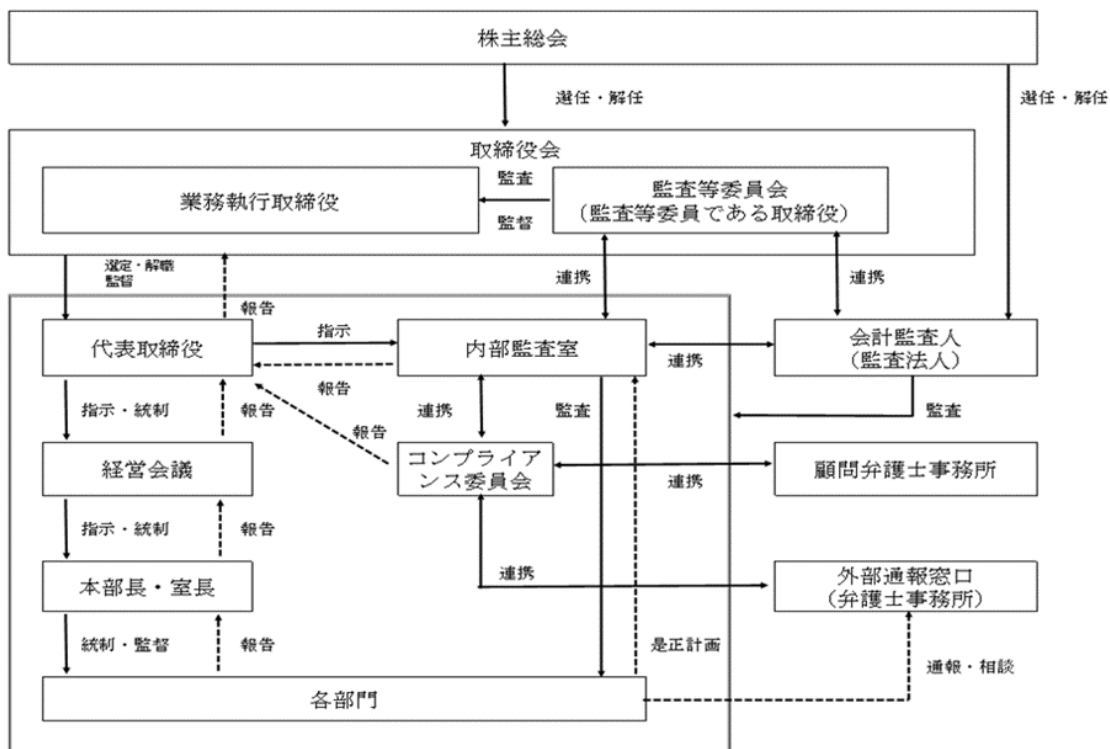 株主総会
選任・解任
選任・解任
取締役会
業務執行取締役
監査
監督
監査等委員会
(監査等委員である取締役)
選定・解職
監督
報告
連携
連携
代表取締役
指示
内部監査室
連携
会計監査人
(監査法人)
報告
指示・統制
報告
報告
連携
監査
監査
経営会議
コンプライア
ンス委員会
連携
顧問弁護士事務所
指示・統制
報告
本部長・室長
連携
外部通報窓口
(弁護士事務所)
統制・監督
報告
是正計画
通報・相談
各部門